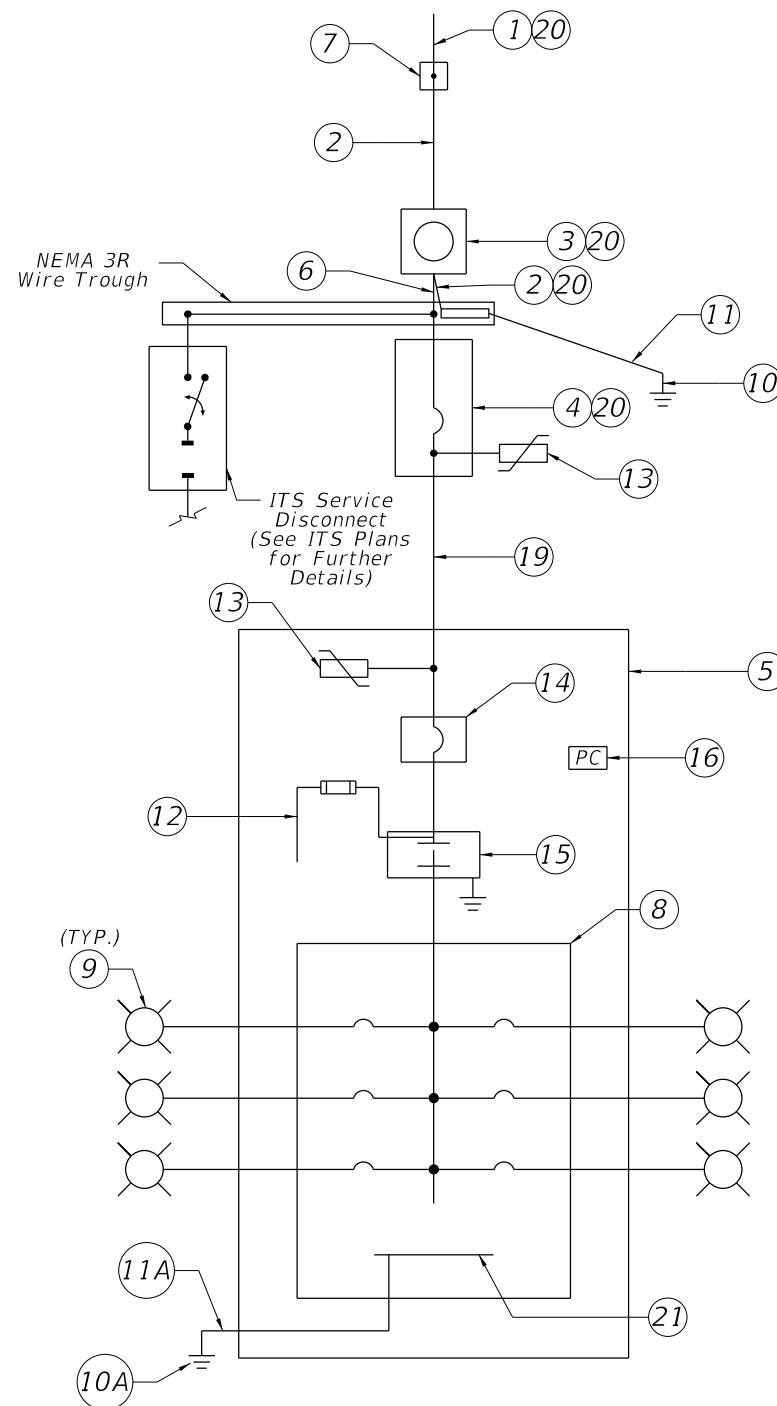 1 20
7
2
3 20
NEMA 3R
Wire Trough
6
2 20
11
10
4 20
13
ITS Service
Disconnect
(See ITS Plans
for Further
Details)
19
13
5
14
PC
16
12
15
8
(TYP.)
9
11A
21
10A